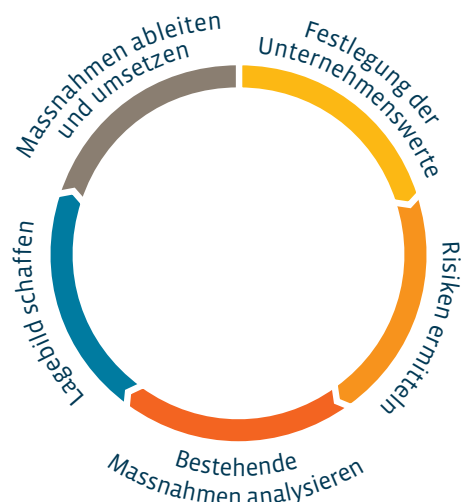 Festlegung der
Unternehmenswerte
Risiken ermitteln
Bestehende
Massnahmen analysieren
Lagebild schaffen
Massnahmen ableiten
und umsetzen